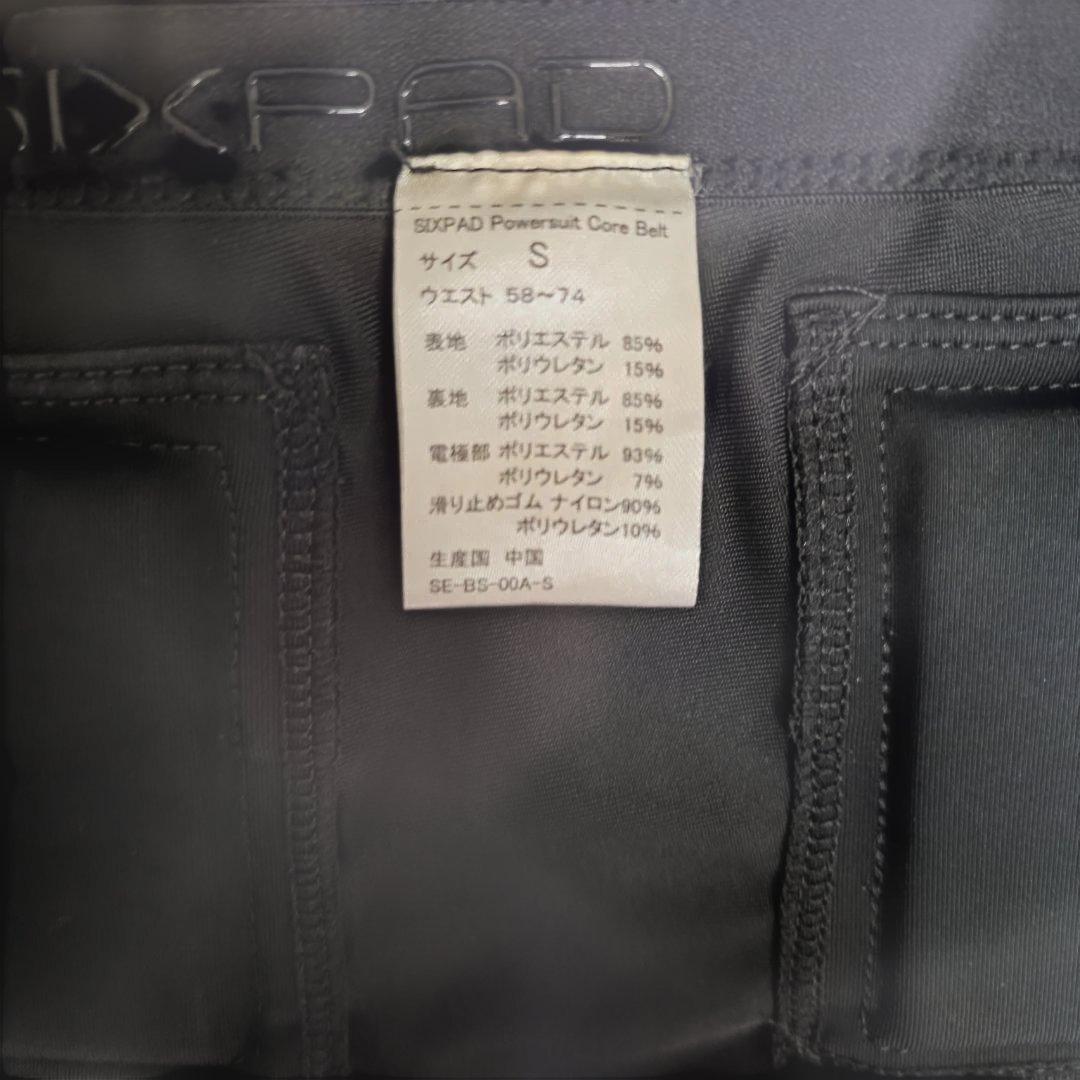 SIXPAD
SIXPAD Powersuit Core Belt
サイズ S
ウエスト 58～74
表地 ポリエステル 85%
ポリウレタン 15%
裏地 ポリエステル 85%
ポリウレタン 15%
電極部 ポリエステル 93%
ポリウレタン 7%
滑り止めゴム ナイロン90%
ポリウレタン10%
生産国 中国
SE-BS-00A-S